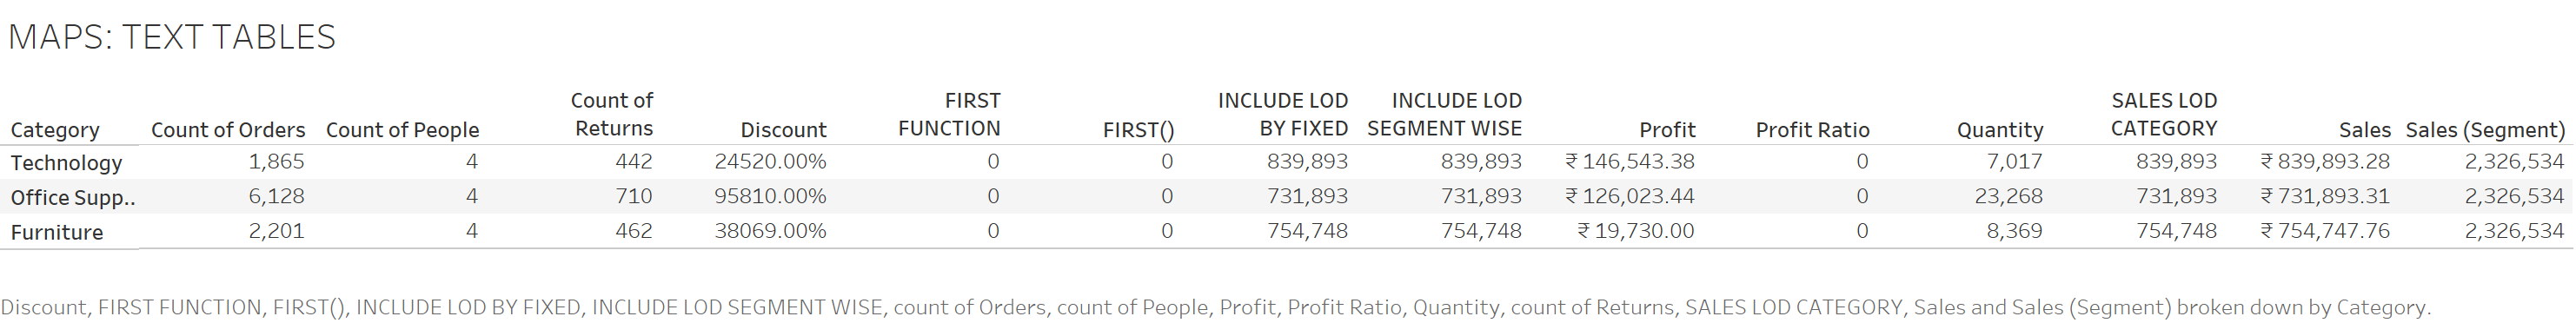 MAPS: TEXT TABLES
Category Count of Orders Count of People Count of Returns Discount FIRST FUNCTION FIRST() INCLUDE LOD BY FIXED INCLUDE LOD SEGMENT WISE Profit Profit Ratio Quantity SALES LOD CATEGORY Sales Sales (Segment)
Technology 1,865 4 442 24520.00% 0 0 839,893 839,893 ₹ 146,543.38 0 7,017 839,893 ₹ 839,893.28 2,326,534
Office Supp.. 6,128 4 710 95810.00% 0 0 731,893 731,893 ₹ 126,023.44 0 23,268 731,893 ₹ 731,893.31 2,326,534
Furniture 2,201 4 462 38069.00% 0 0 754,748 754,748 ₹ 19,730.00 0 8,369 754,748 ₹ 754,747.76 2,326,534
Discount, FIRST FUNCTION, FIRST(), INCLUDE LOD BY FIXED, INCLUDE LOD SEGMENT WISE, count of Orders, count of People, Profit, Profit Ratio, Quantity, count of Returns, SALES LOD CATEGORY, Sales and Sales (Segment) broken down by Category.